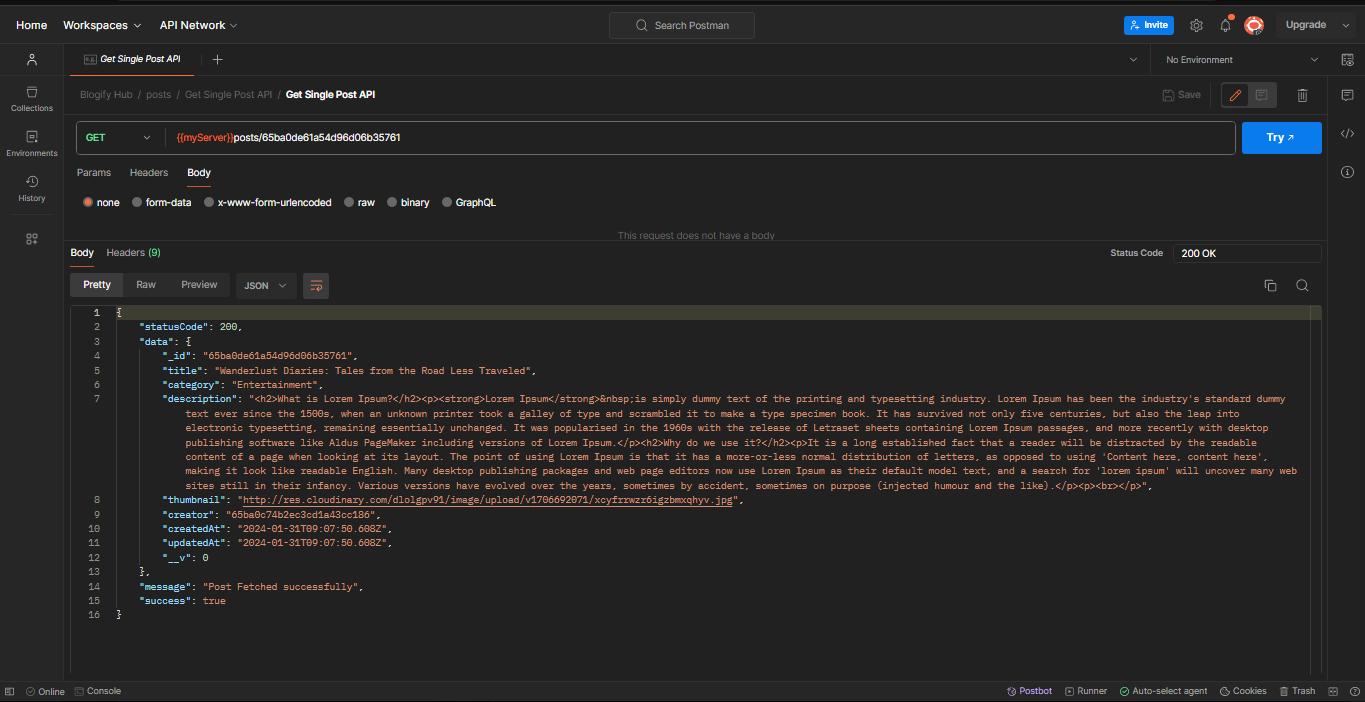 Home Workspaces API Network Search Postman Invite Upgrade
Get Single Post API No Environment
Blogify Hub / posts / Get Single Post API / Get Single Post API Save
Collections
Environments
History
GET {{myServer}}posts/65ba0de61a54d96d06b35761 Try
Params Headers Body
none form-data x-www-form-urlencoded raw binary GraphQL
This request does not have a body
Body Headers (9) Status Code 200 OK
Pretty Raw Preview JSON
1 {
2 "statusCode": 200,
3 "data": {
4 "_id": "65ba0de61a54d96d06b35761",
5 "title": "Wanderlust Diaries: Tales from the Road Less Traveled",
6 "category": "Entertainment",
7 "description": "<h2>What is Lorem Ipsum?</h2><p><strong>Lorem Ipsum</strong>&nbsp;is simply dummy text of the printing and typesetting industry. Lorem Ipsum has been the industry's standard dummy
text ever since the 1500s, when an unknown printer took a galley of type and scrambled it to make a type specimen book. It has survived not only five centuries, but also the leap into
electronic typesetting, remaining essentially unchanged. It was popularised in the 1960s with the release of Letraset sheets containing Lorem Ipsum passages, and more recently with desktop
publishing software like Aldus PageMaker including versions of Lorem Ipsum.</p><h2>Why do we use it?</h2><p>It is a long established fact that a reader will be distracted by the readable
content of a page when looking at its layout. The point of using Lorem Ipsum is that it has a more-or-less normal distribution of letters, as opposed to using 'Content here, content here',
making it look like readable English. Many desktop publishing packages and web page editors now use Lorem Ipsum as their default model text, and a search for 'lorem ipsum' will uncover many web
sites still in their infancy. Various versions have evolved over the years, sometimes by accident, sometimes on purpose (injected humour and the like).</p><p><br></p>",
8 "thumbnail": "http://res.cloudinary.com/dlolgpv91/image/upload/v1706692071/xcyfrrwzr6igzbmxqhyv.jpg",
9 "creator": "65ba0c74b2ec3cd1a43cc186",
10 "createdAt": "2024-01-31T09:07:50.608Z",
11 "updatedAt": "2024-01-31T09:07:50.608Z",
12 "__v": 0
13 },
14 "message": "Post Fetched successfully",
15 "success": true
16 }
Online Console Postbot Runner Auto-select agent Cookies Trash